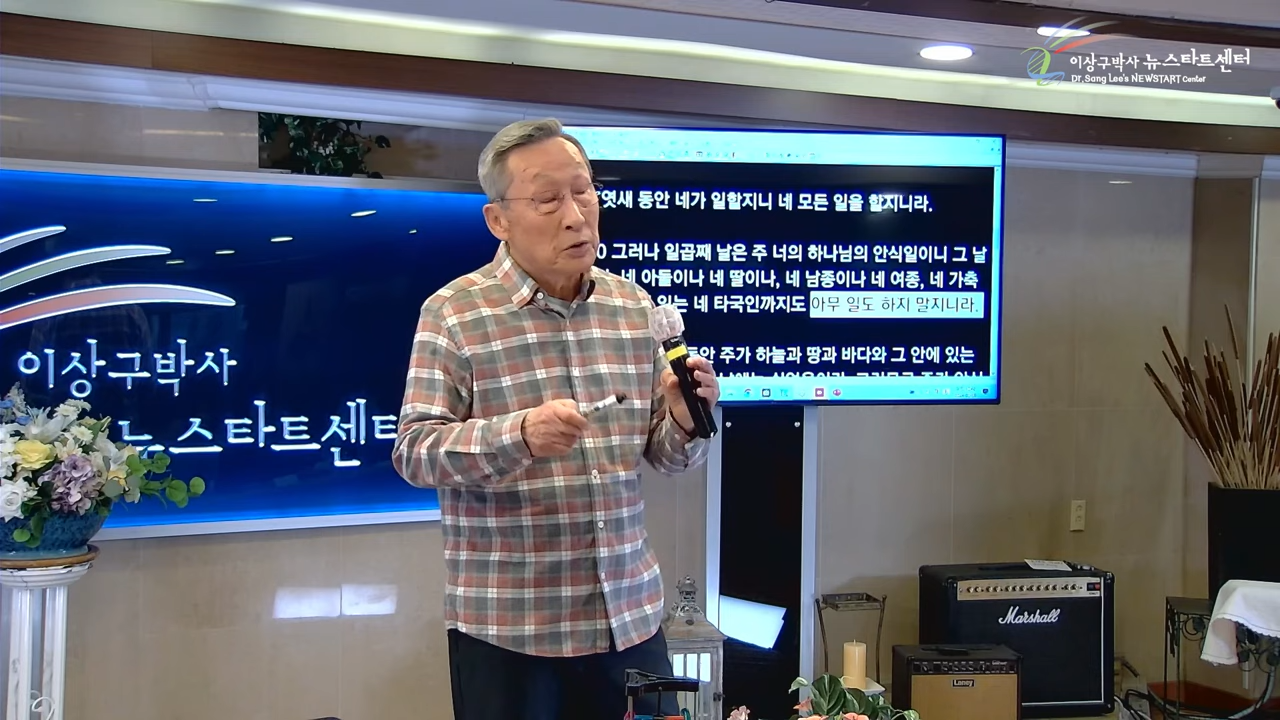 이상구박사 뉴스타트센터
Dr. Sang Lee's NEWSTART Center
엿새 동안 네가 일할지니 네 모든 일을 할지니라.
0 그러나 일곱째 날은 주 너의 하나님의 안식일이니 그 날
네 아들이나 네 딸이나, 네 남종이나 네 여종, 네 가축
있는 네 타국인까지도 아무 일도 하지 말지니라.
주가 하늘과 땅과 바다와 그 안에 있는
이상구박사
뉴스타트센터
Marshall
Laney